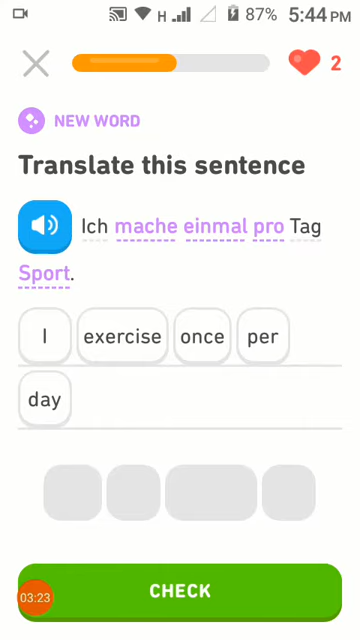 H 87% 5:44 PM
2
NEW WORD
Translate this sentence
Ich mache einmal pro Tag
Sport.
I exercise once per
day
CHECK
03:23